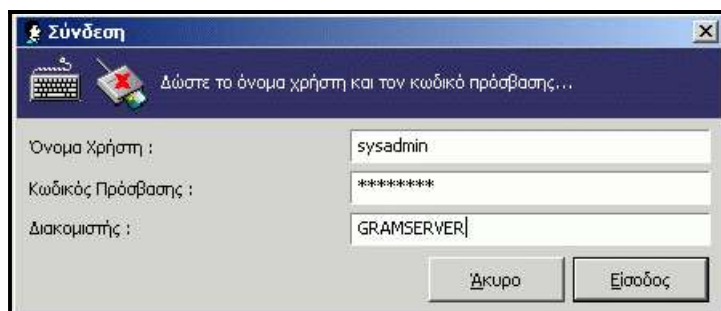 Σύνδεση
Δώστε το όνομα χρήστη και τον κωδικό πρόσβασης...
Όνομα Χρήστη : sysadmin
Κωδικός Πρόσβασης : ********
Διακομιστής : GRAMSERVER
Άκυρο Είσοδος